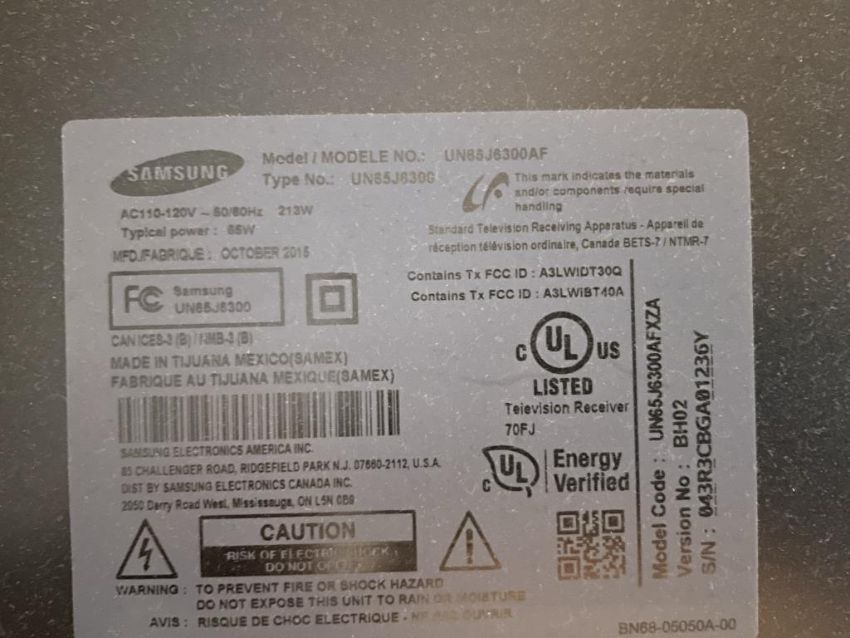 SAMSUNG
Model / MODELE NO.: UN65J6300AF
Type No.: UN65J6300
This mark indicates the materials
and/or components require special
handling
AC110-120V ~ 50/60Hz 213W
Typical power : 65W
MFD./FABRIQUE : OCTOBER 2015
Standard Television Receiving Apparatus - Appareil de
réception télévision ordinaire, Canada BETS-7 / NTMR-7
FC Samsung
UN65J6300
Contains Tx FCC ID : A3LWIDT30Q
Contains Tx FCC ID : A3LWIBT40A
CAN ICES-3 (B) / NMB-3 (B)
MADE IN TIJUANA MEXICO(SAMEX)
FABRIQUE AU TIJUANA MEXIQUE(SAMEX)
C UL US
LISTED
Television Receiver
70FJ
SAMSUNG ELECTRONICS AMERICA INC.
85 CHALLENGER ROAD, RIDGEFIELD PARK N.J. 07660-2112, U.S.A.
DIST BY SAMSUNG ELECTRONICS CANADA INC.
2050 Derry Road West, Mississauga, ON L5N 0B9
C UL Energy
Verified
15
CAUTION
RISK OF ELECTRIC SHOCK
DO NOT OPEN
WARNING : TO PREVENT FIRE OR SHOCK HAZARD
DO NOT EXPOSE THIS UNIT TO RAIN OR MOISTURE
AVIS : RISQUE DE CHOC ELECTRIQUE - NE PAS OUVRIR
Model Code : UN65J6300AFXZA
Version No : BH02
S/N : 043R3CBGA01236Y
BN68-05050A-00